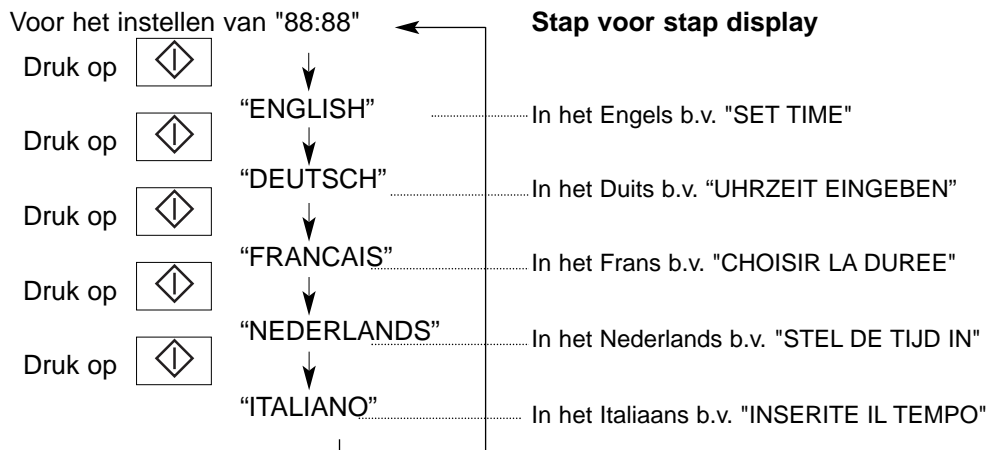 Voor het instellen van "88:88" Stap voor stap display
Druk op
“ENGLISH” In het Engels b.v. "SET TIME"
Druk op
“DEUTSCH” In het Duits b.v. “UHRZEIT EINGEBEN”
Druk op
“FRANCAIS” In het Frans b.v. "CHOISIR LA DUREE"
Druk op
“NEDERLANDS” In het Nederlands b.v. "STEL DE TIJD IN"
Druk op
“ITALIANO” In het Italiaans b.v. "INSERITE IL TEMPO"